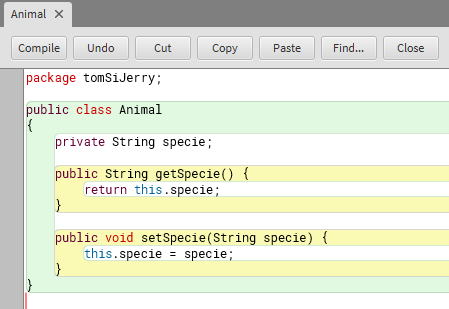 Animal
Compile Undo Cut Copy Paste Find... Close
package tomSiJerry;
public class Animal
{
private String specie;
public String getSpecie() {
return this.specie;
}
public void setSpecie(String specie) {
this.specie = specie;
}
}